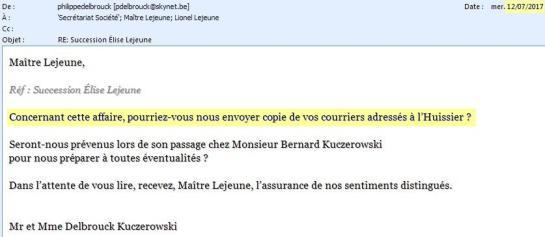 De : philippedelbrouck [pdelbrouck@skynet.be] Date : mer. 12/07/2017
À : 'Secrétariat Société'; Maître Lejeune; Lionel Lejeune
Cc :
Objet : RE: Succession Élise Lejeune
Maître Lejeune,
Réf : Succession Élise Lejeune
Concernant cette affaire, pourriez-vous nous envoyer copie de vos courriers adressés à l'Huissier ?
Seront-nous prévenus lors de son passage chez Monsieur Bernard Kuczerowski
pour nous préparer à toutes éventualités ?
Dans l'attente de vous lire, recevez, Maître Lejeune, l'assurance de nos sentiments distingués.
Mr et Mme Delbrouck Kuczerowski